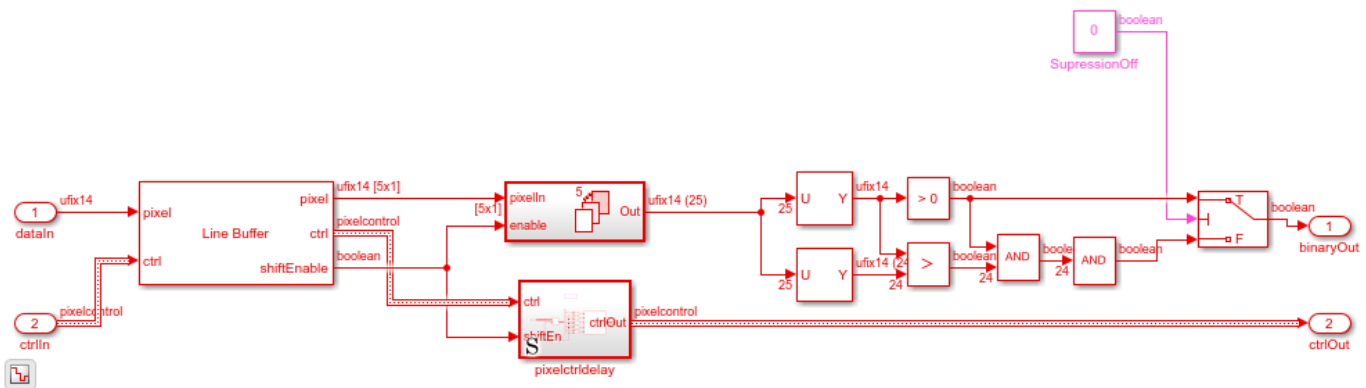 0
boolean
SupressionOff
ufix14
1
dataIn
pixel
ctrl
Line Buffer
pixel
ctrl
shiftEnable
ufix14 [5x1]
pixelcontrol
boolean
[5x1]
pixelIn
enable
5
Out
ufix14 (25)
25
U
Y
ufix14
> 0
boolean
T
F
boolean
1
binaryOut
25
U
Y
ufix14 (24
24
>
boolean
24
AND
boole
24
AND
boolean
pixelcontrol
2
ctrlIn
ctrl
shiftEn
ctrlOut
S
pixelctrldelay
pixelcontrol
2
ctrlOut